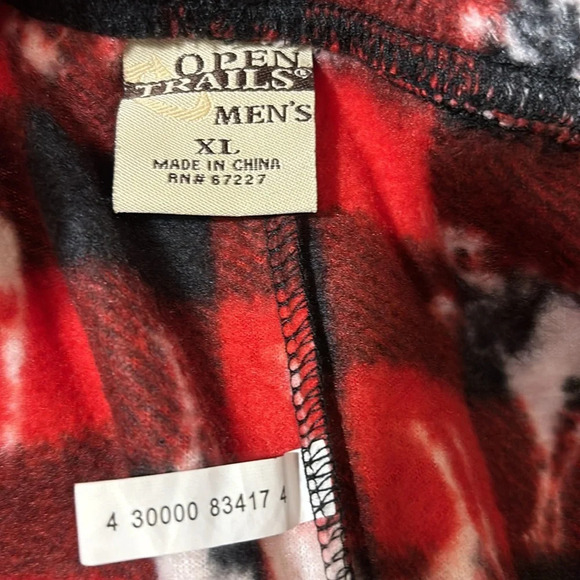 OPEN
TRAILS®
MEN'S
XL
MADE IN CHINA
RN# 67227
4 30000 83417 4